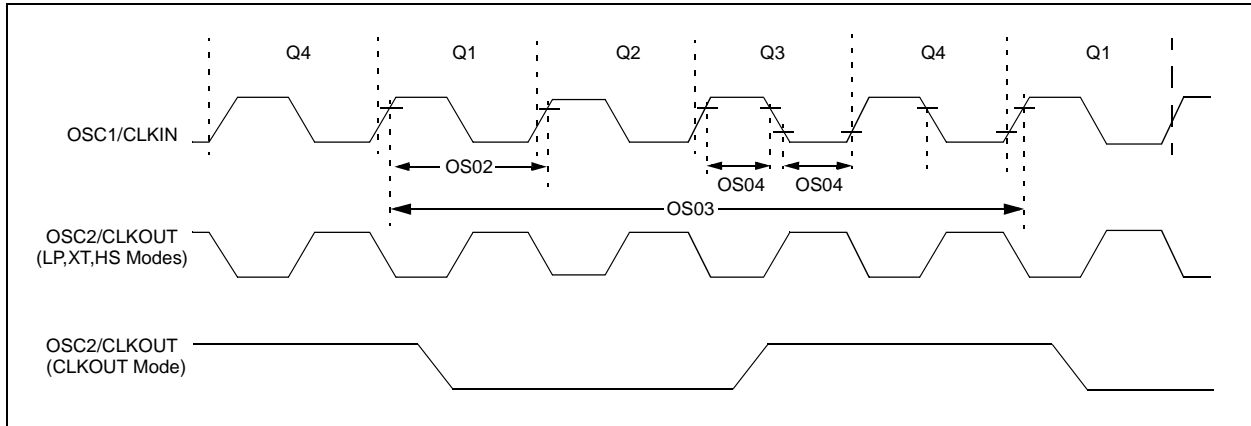 Q4 Q1 Q2 Q3 Q4 Q1
OSC1/CLKIN
OS02
OS04 OS04
OS03
OSC2/CLKOUT
(LP,XT,HS Modes)
OSC2/CLKOUT
(CLKOUT Mode)